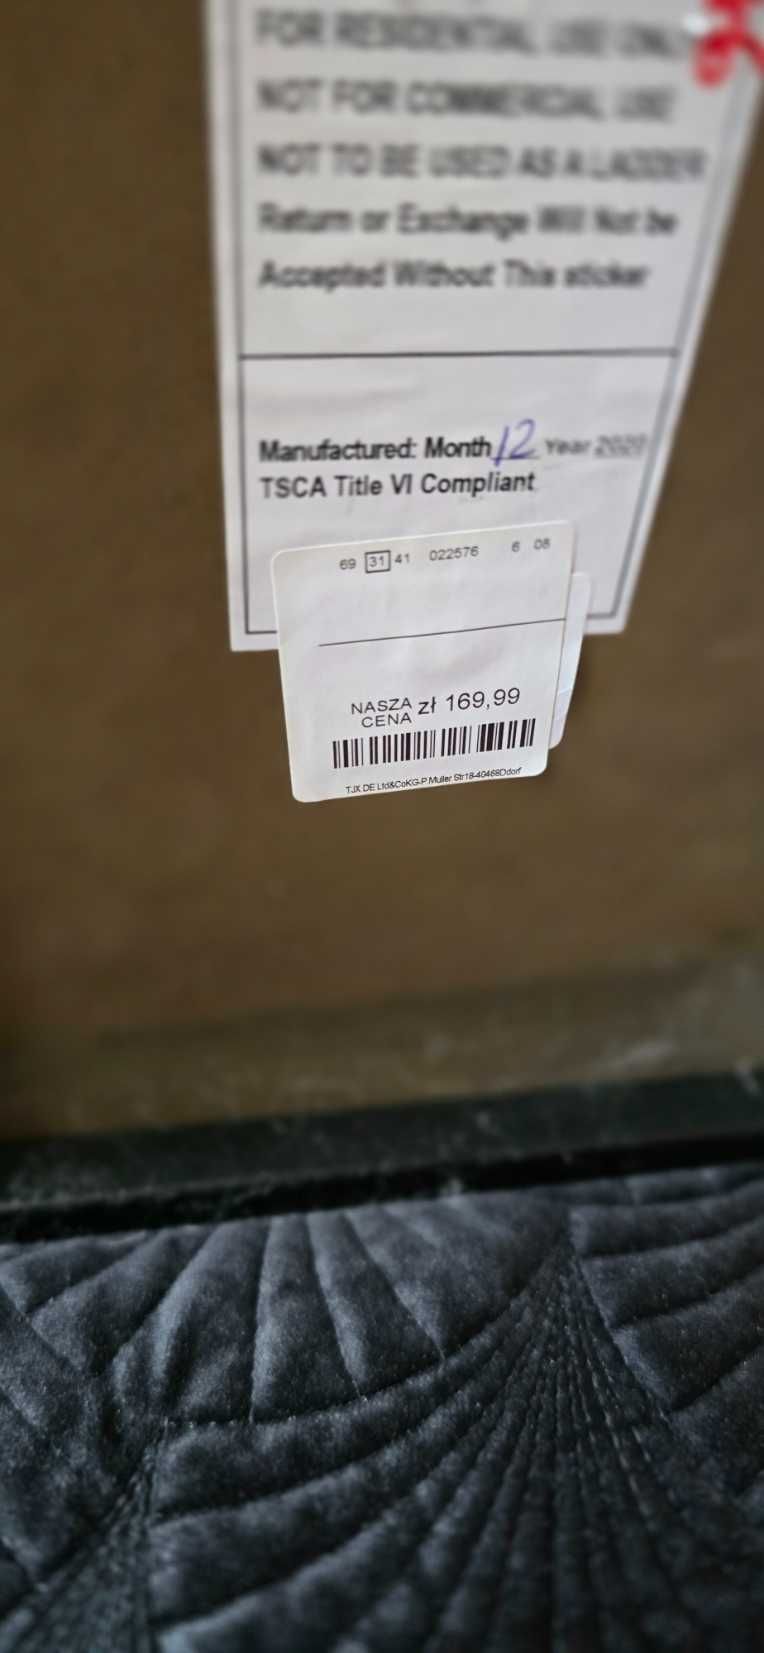 FOR RESIDENTIAL USE ONLY
NOT FOR COMMERCIAL USE
NOT TO BE USED AS A LADDER
Return or Exchange Will Not be
Accepted Without This sticker
Manufactured: Month 12 Year 2020
TSCA Title VI Compliant
69 31 41 022576 6 08
NASZA
CENA zł 169,99
TJX DE Ltd&CoKG-P.Muller Str18-40468Ddorf